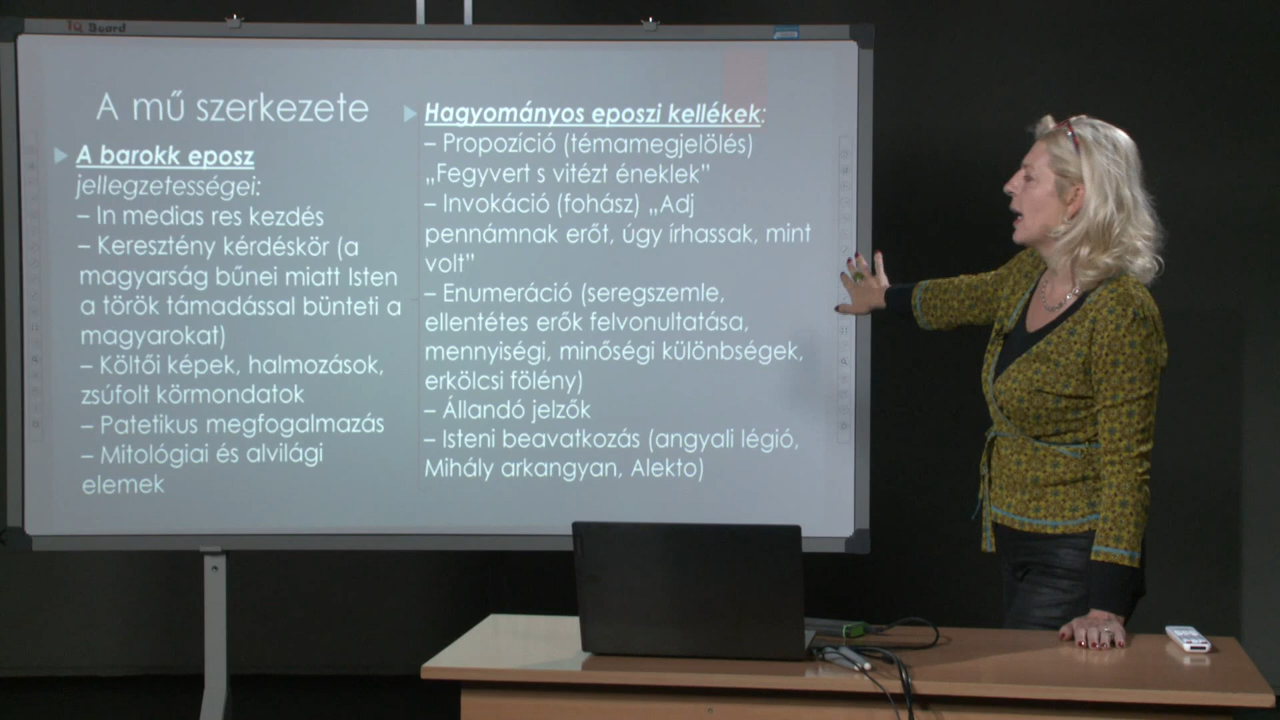 IQ Board
A mű szerkezete
A barokk eposz
jellegzetességei:
– In medias res kezdés
– Keresztény kérdéskör (a
magyarság bűnei miatt Isten
a török támadással bünteti a
magyarokat)
– Költői képek, halmozások,
zsúfolt körmondatok
– Patetikus megfogalmazás
– Mitológiai és alvilági
elemek
Hagyományos eposzi kellékek:
– Propozíció (témamegjelölés)
„Fegyvert s vitézt éneklek”
– Invokáció (fohász) „Adj
pennámnak erőt, úgy írhassak, mint
volt”
– Enumeráció (seregszemle,
ellentétes erők felvonultatása,
mennyiségi, minőségi különbségek,
erkölcsi fölény)
– Állandó jelzők
– Isteni beavatkozás (angyali légió,
Mihály arkangyan, Alekto)